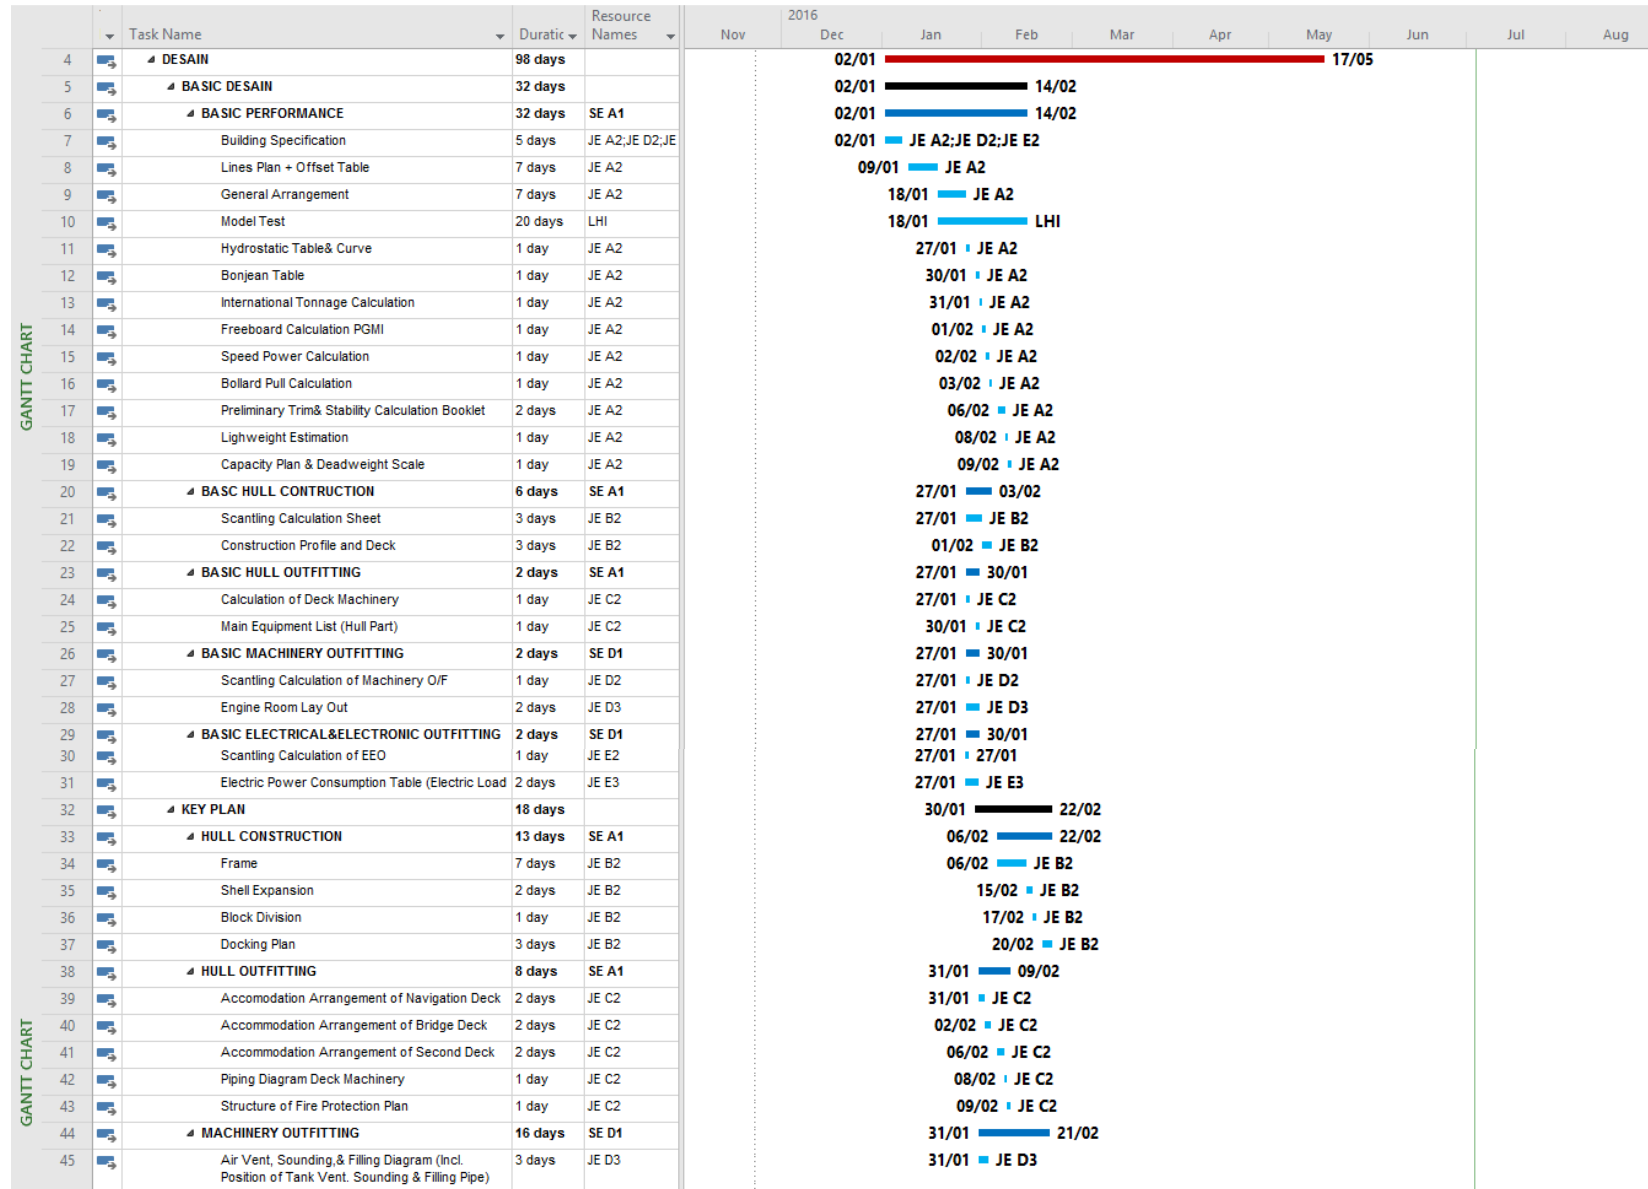 Resource
2016
Task Name Duratic Names Nov Dec Jan Feb Mar Apr May Jun Jul Aug
4 DESAIN 98 days 02/01 17/05
5 BASIC DESAIN 32 days 02/01 14/02
6 BASIC PERFORMANCE 32 days SE A1 02/01 14/02
7 Building Specification 5 days JE A2;JE D2;JE 02/01 JE A2;JE D2;JE E2
8 Lines Plan + Offset Table 7 days JE A2 09/01 JE A2
9 General Arrangement 7 days JE A2 18/01 JE A2
10 Model Test 20 days LHI 18/01 LHI
11 Hydrostatic Table& Curve 1 day JE A2 27/01 JE A2
12 Bonjean Table 1 day JE A2 30/01 JE A2
13 International Tonnage Calculation 1 day JE A2 31/01 JE A2
14 Freeboard Calculation PGMI 1 day JE A2 01/02 JE A2
15 Speed Power Calculation 1 day JE A2 02/02 JE A2
16 Bollard Pull Calculation 1 day JE A2 03/02 JE A2
17 Preliminary Trim& Stability Calculation Booklet 2 days JE A2 06/02 JE A2
18 Lighweight Estimation 1 day JE A2 08/02 JE A2
19 Capacity Plan & Deadweight Scale 1 day JE A2 09/02 JE A2
GANTT CHART
20 BASC HULL CONTRUCTION 6 days SE A1 27/01 03/02
21 Scantling Calculation Sheet 3 days JE B2 27/01 JE B2
22 Construction Profile and Deck 3 days JE B2 01/02 JE B2
23 BASIC HULL OUTFITTING 2 days SE A1 27/01 30/01
24 Calculation of Deck Machinery 1 day JE C2 27/01 JE C2
25 Main Equipment List (Hull Part) 1 day JE C2 30/01 JE C2
26 BASIC MACHINERY OUTFITTING 2 days SE D1 27/01 30/01
27 Scantling Calculation of Machinery O/F 1 day JE D2 27/01 JE D2
28 Engine Room Lay Out 2 days JE D3 27/01 JE D3
29 BASIC ELECTRICAL&ELECTRONIC OUTFITTING 2 days SE D1 27/01 30/01
30 Scantling Calculation of EEO 1 day JE E2 27/01 27/01
31 Electric Power Consumption Table (Electric Load 2 days JE E3 27/01 JE E3
32 KEY PLAN 18 days 30/01 22/02
33 HULL CONSTRUCTION 13 days SE A1 06/02 22/02
34 Frame 7 days JE B2 06/02 JE B2
35 Shell Expansion 2 days JE B2 15/02 JE B2
36 Block Division 1 day JE B2 17/02 JE B2
37 Docking Plan 3 days JE B2 20/02 JE B2
38 HULL OUTFITTING 8 days SE A1 31/01 09/02
39 Accomodation Arrangement of Navigation Deck 2 days JE C2 31/01 JE C2
40 Accommodation Arrangement of Bridge Deck 2 days JE C2 02/02 JE C2
41 Accommodation Arrangement of Second Deck 2 days JE C2 06/02 JE C2
42 Piping Diagram Deck Machinery 1 day JE C2 08/02 JE C2
43 Structure of Fire Protection Plan 1 day JE C2 09/02 JE C2
GANTT CHART
44 MACHINERY OUTFITTING 16 days SE D1 31/01 21/02
45 Air Vent, Sounding,& Filling Diagram (Incl. 3 days JE D3 31/01 JE D3
Position of Tank Vent. Sounding & Filling Pipe)